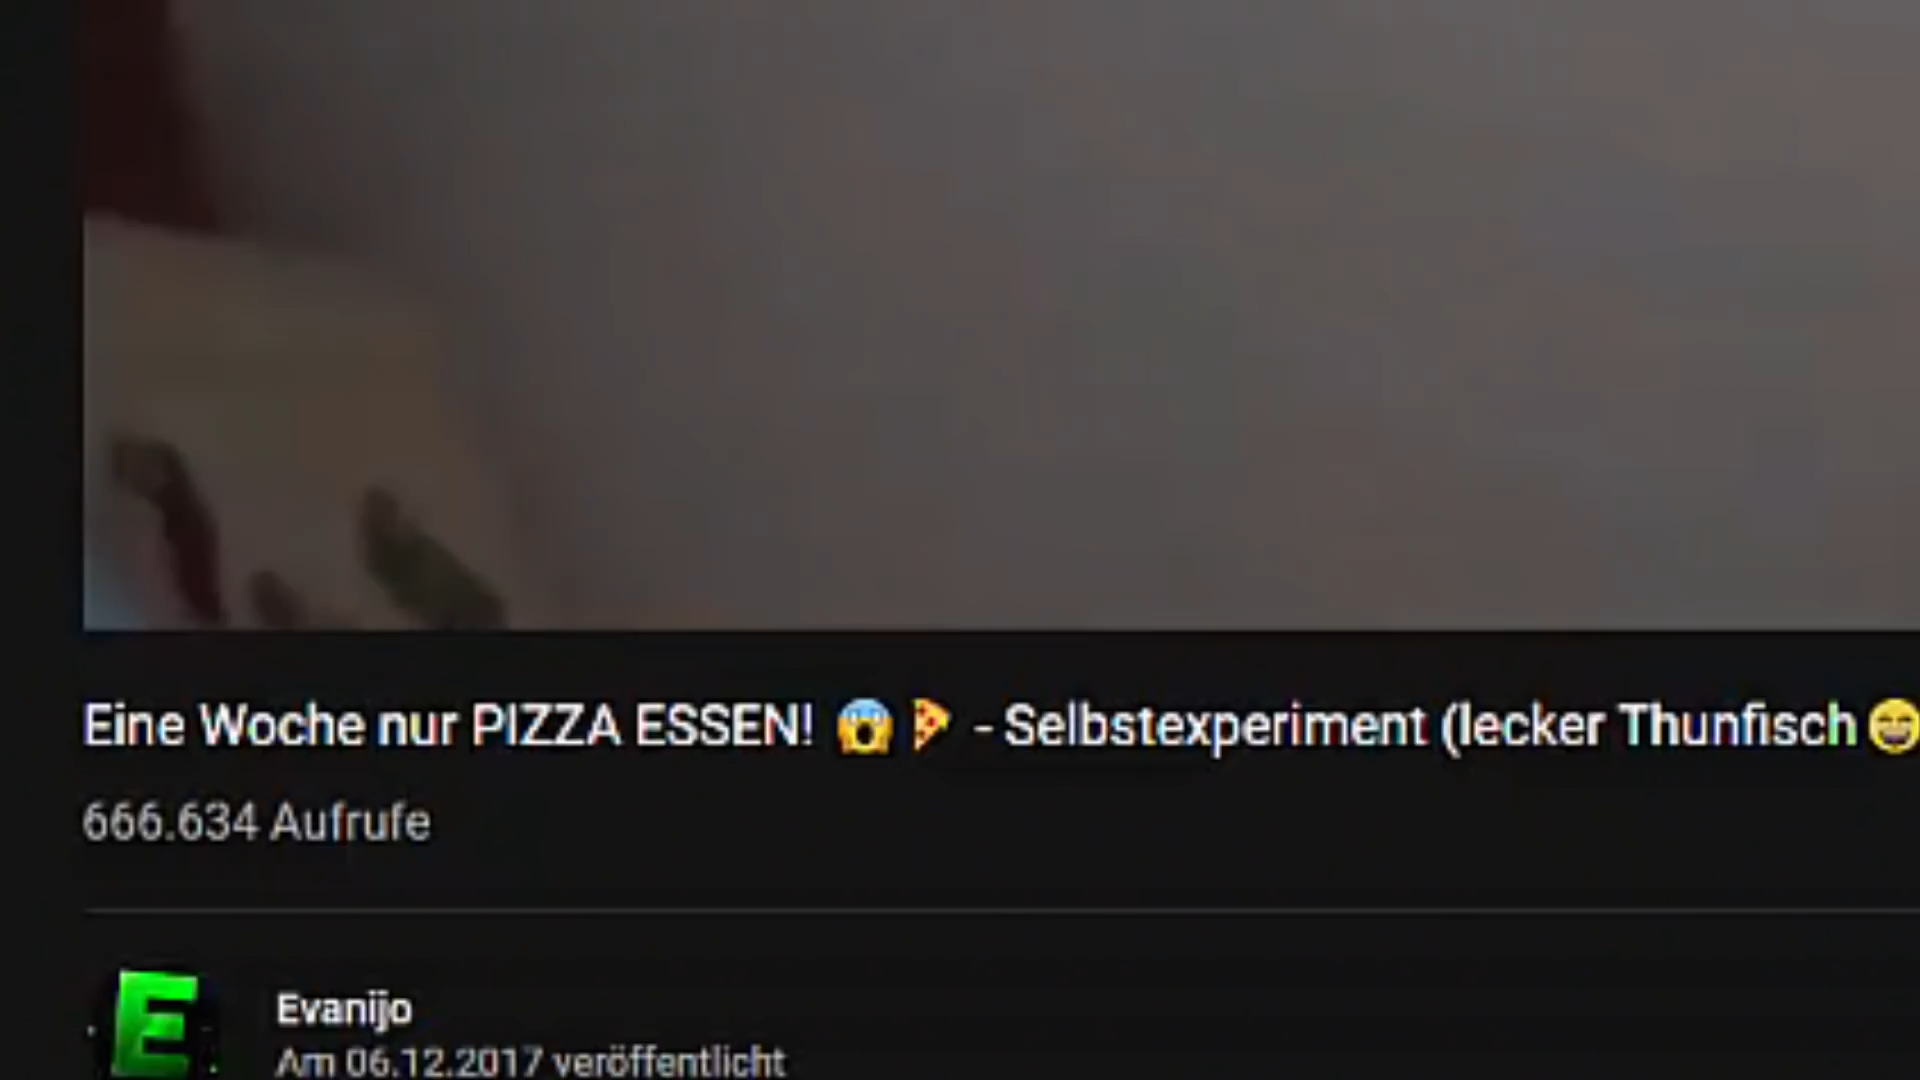 Eine Woche nur PIZZA ESSEN! 😱🍕 - Selbstexperiment (lecker Thunfisch 😄
666.634 Aufrufe
E
Evanijo
Am 06.12.2017 veröffentlicht